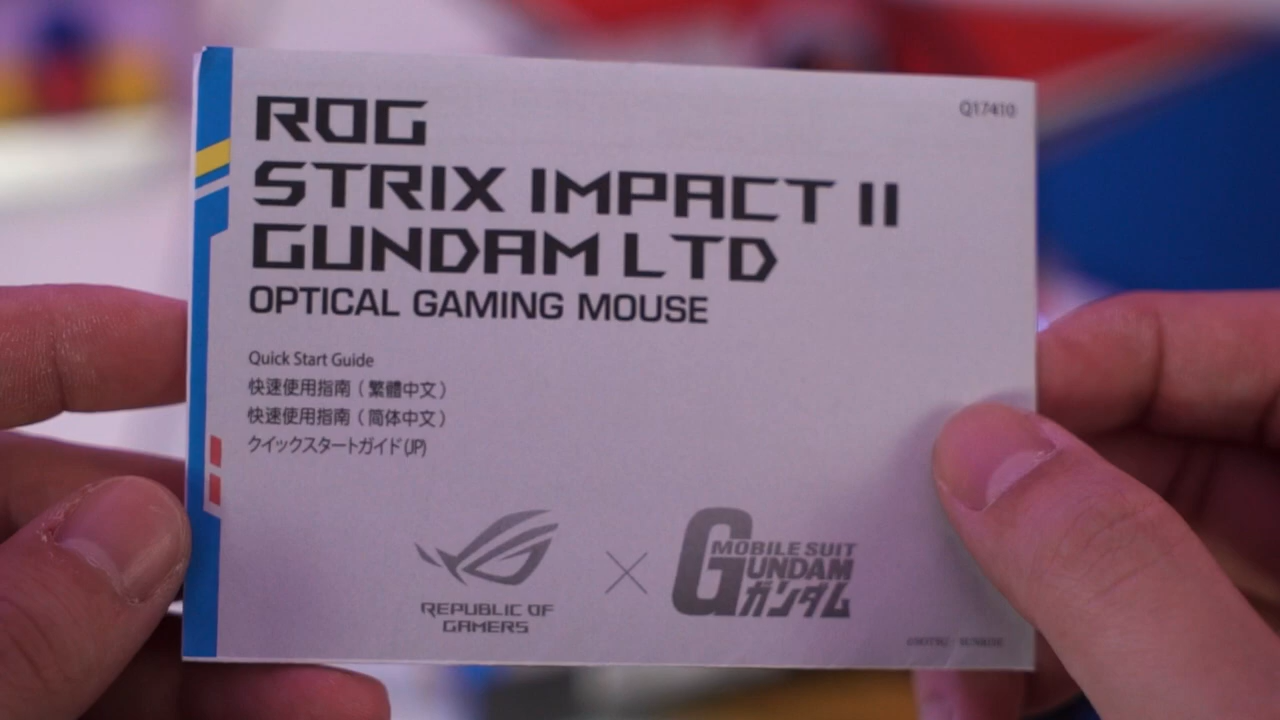 Q17410
ROG
STRIX IMPACT II
GUNDAM LTD
OPTICAL GAMING MOUSE
Quick Start Guide
快速使用指南（繁體中文）
快速使用指南（简体中文）
クイックスタートガイド(JP)
REPUBLIC OF
GAMERS
×
MOBILE SUIT
GUNDAM
ガンダム